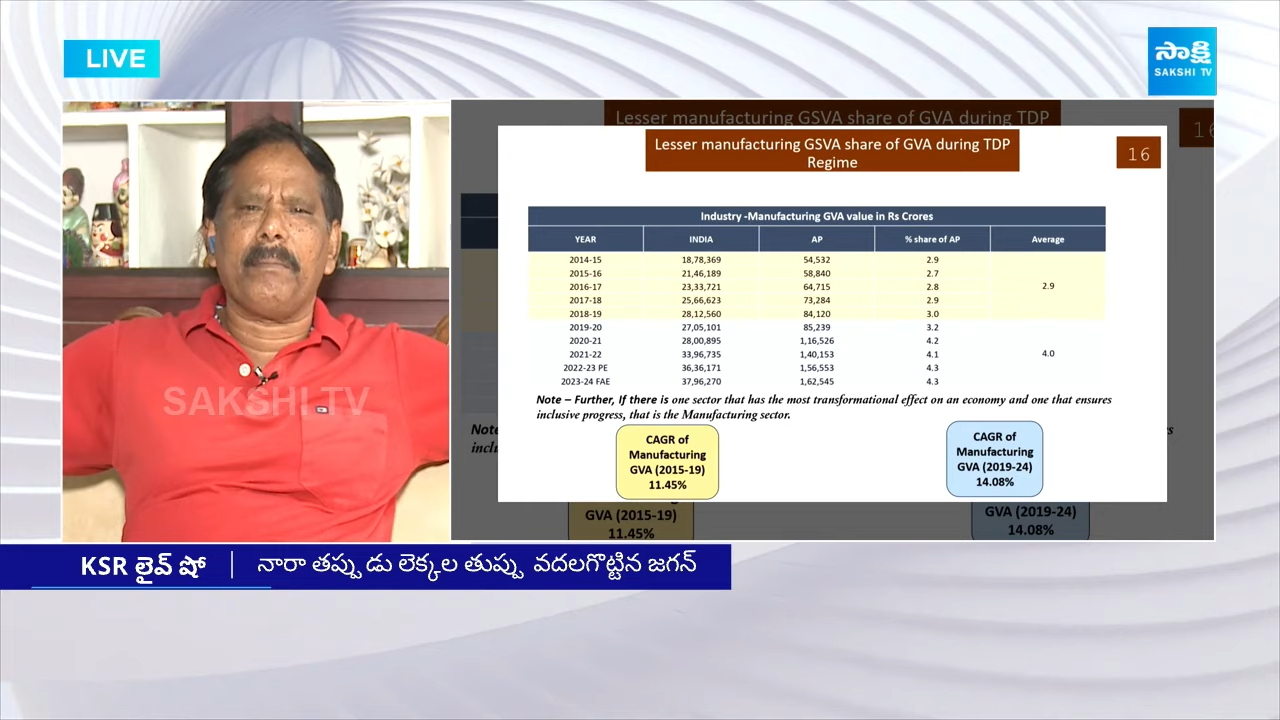 LIVE
సాక్షి
SAKSHI TV
Lesser manufacturing GSVA share of GVA during TDP
16
Lesser manufacturing GSVA share of GVA during TDP
Regime
16
Industry -Manufacturing GVA value in Rs Crores
YEAR INDIA AP % share of AP Average
2014-15 18,78,369 54,532 2.9
2015-16 21,46,189 58,840 2.7
2016-17 23,33,721 64,715 2.8 2.9
2017-18 25,66,623 73,284 2.9
2018-19 28,12,560 84,120 3.0
2019-20 27,05,101 85,239 3.2
2020-21 28,00,895 1,16,526 4.2
2021-22 33,96,735 1,40,153 4.1 4.0
2022-23 PE 36,36,171 1,56,553 4.3
2023-24 FAE 37,96,270 1,62,545 4.3
Note – Further, If there is one sector that has the most transformational effect on an economy and one that ensures
inclusive progress, that is the Manufacturing sector.
CAGR of
Manufacturing
GVA (2015-19)
11.45%
CAGR of
Manufacturing
GVA (2019-24)
14.08%
GVA (2015-19)
11.45%
GVA (2019-24)
14.08%
SAKSHI TV
KSR లైవ్ షో | నారా తప్పుడు లెక్కల తుప్పు వదలగొట్టిన జగన్